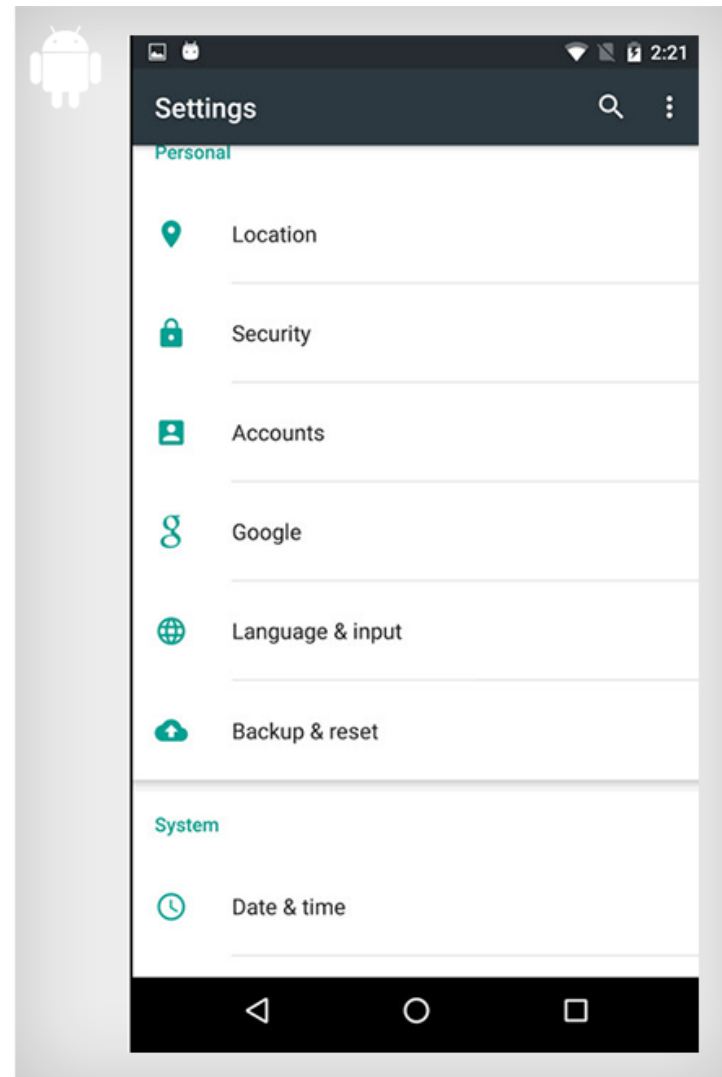 2:21
Settings
Personal
Location
Security
Accounts
Google
Language & input
Backup & reset
System
Date & time